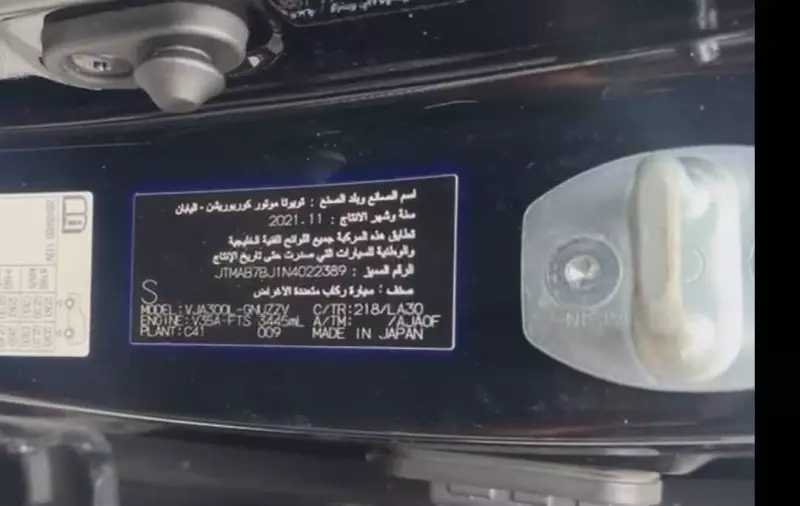 اسم الصانع وبلد الصنع : تويوتا موتور كوربوريشن - اليابان
سنة وشهر الانتاج : 2021.11
تطابق هذه المركبة جميع اللوائح الفنية الخليجية
والوطنية للسيارات التي صدرت حتى تاريخ الإنتاج
الرقم المميز : JTMAB7BJ1N4022389
صنف : سيارة ركاب متعددة الأغراض
S
MODEL: VJA300L-GNUZZV C/TR: 218/LA30
ENGINE: V35A-FTS 3445mL A/TM: /AJA0F
PLANT: C41 009 MADE IN JAPAN